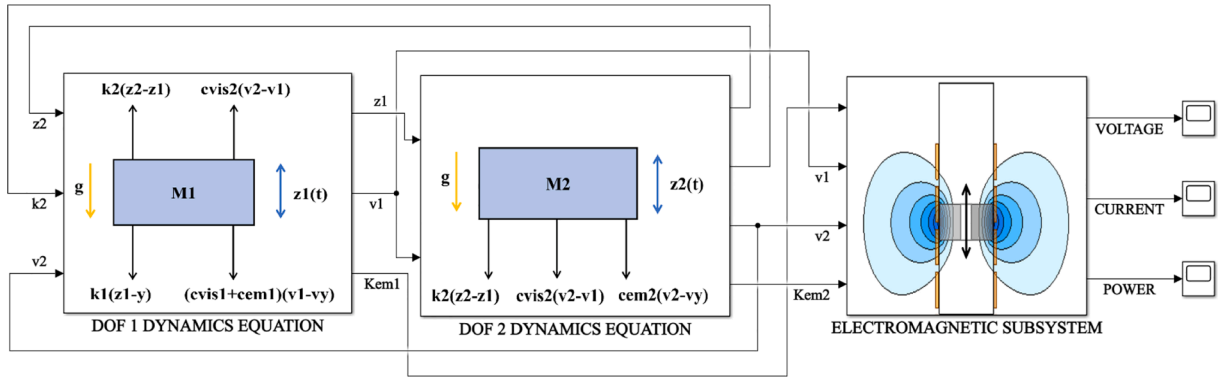 k2(z2-z1) cvis2(v2-v1)
z2
g
M1
z1(t)
k2
v2
k1(z1-y) (cvis1+cem1)(v1-vy)
DOF 1 DYNAMICS EQUATION
z1
v1
Kem1
g
M2
z2(t)
k2(z2-z1) cvis2(v2-v1) cem2(v2-vy)
DOF 2 DYNAMICS EQUATION
v1
v2
Kem2
ELECTROMAGNETIC SUBSYSTEM
VOLTAGE
CURRENT
POWER